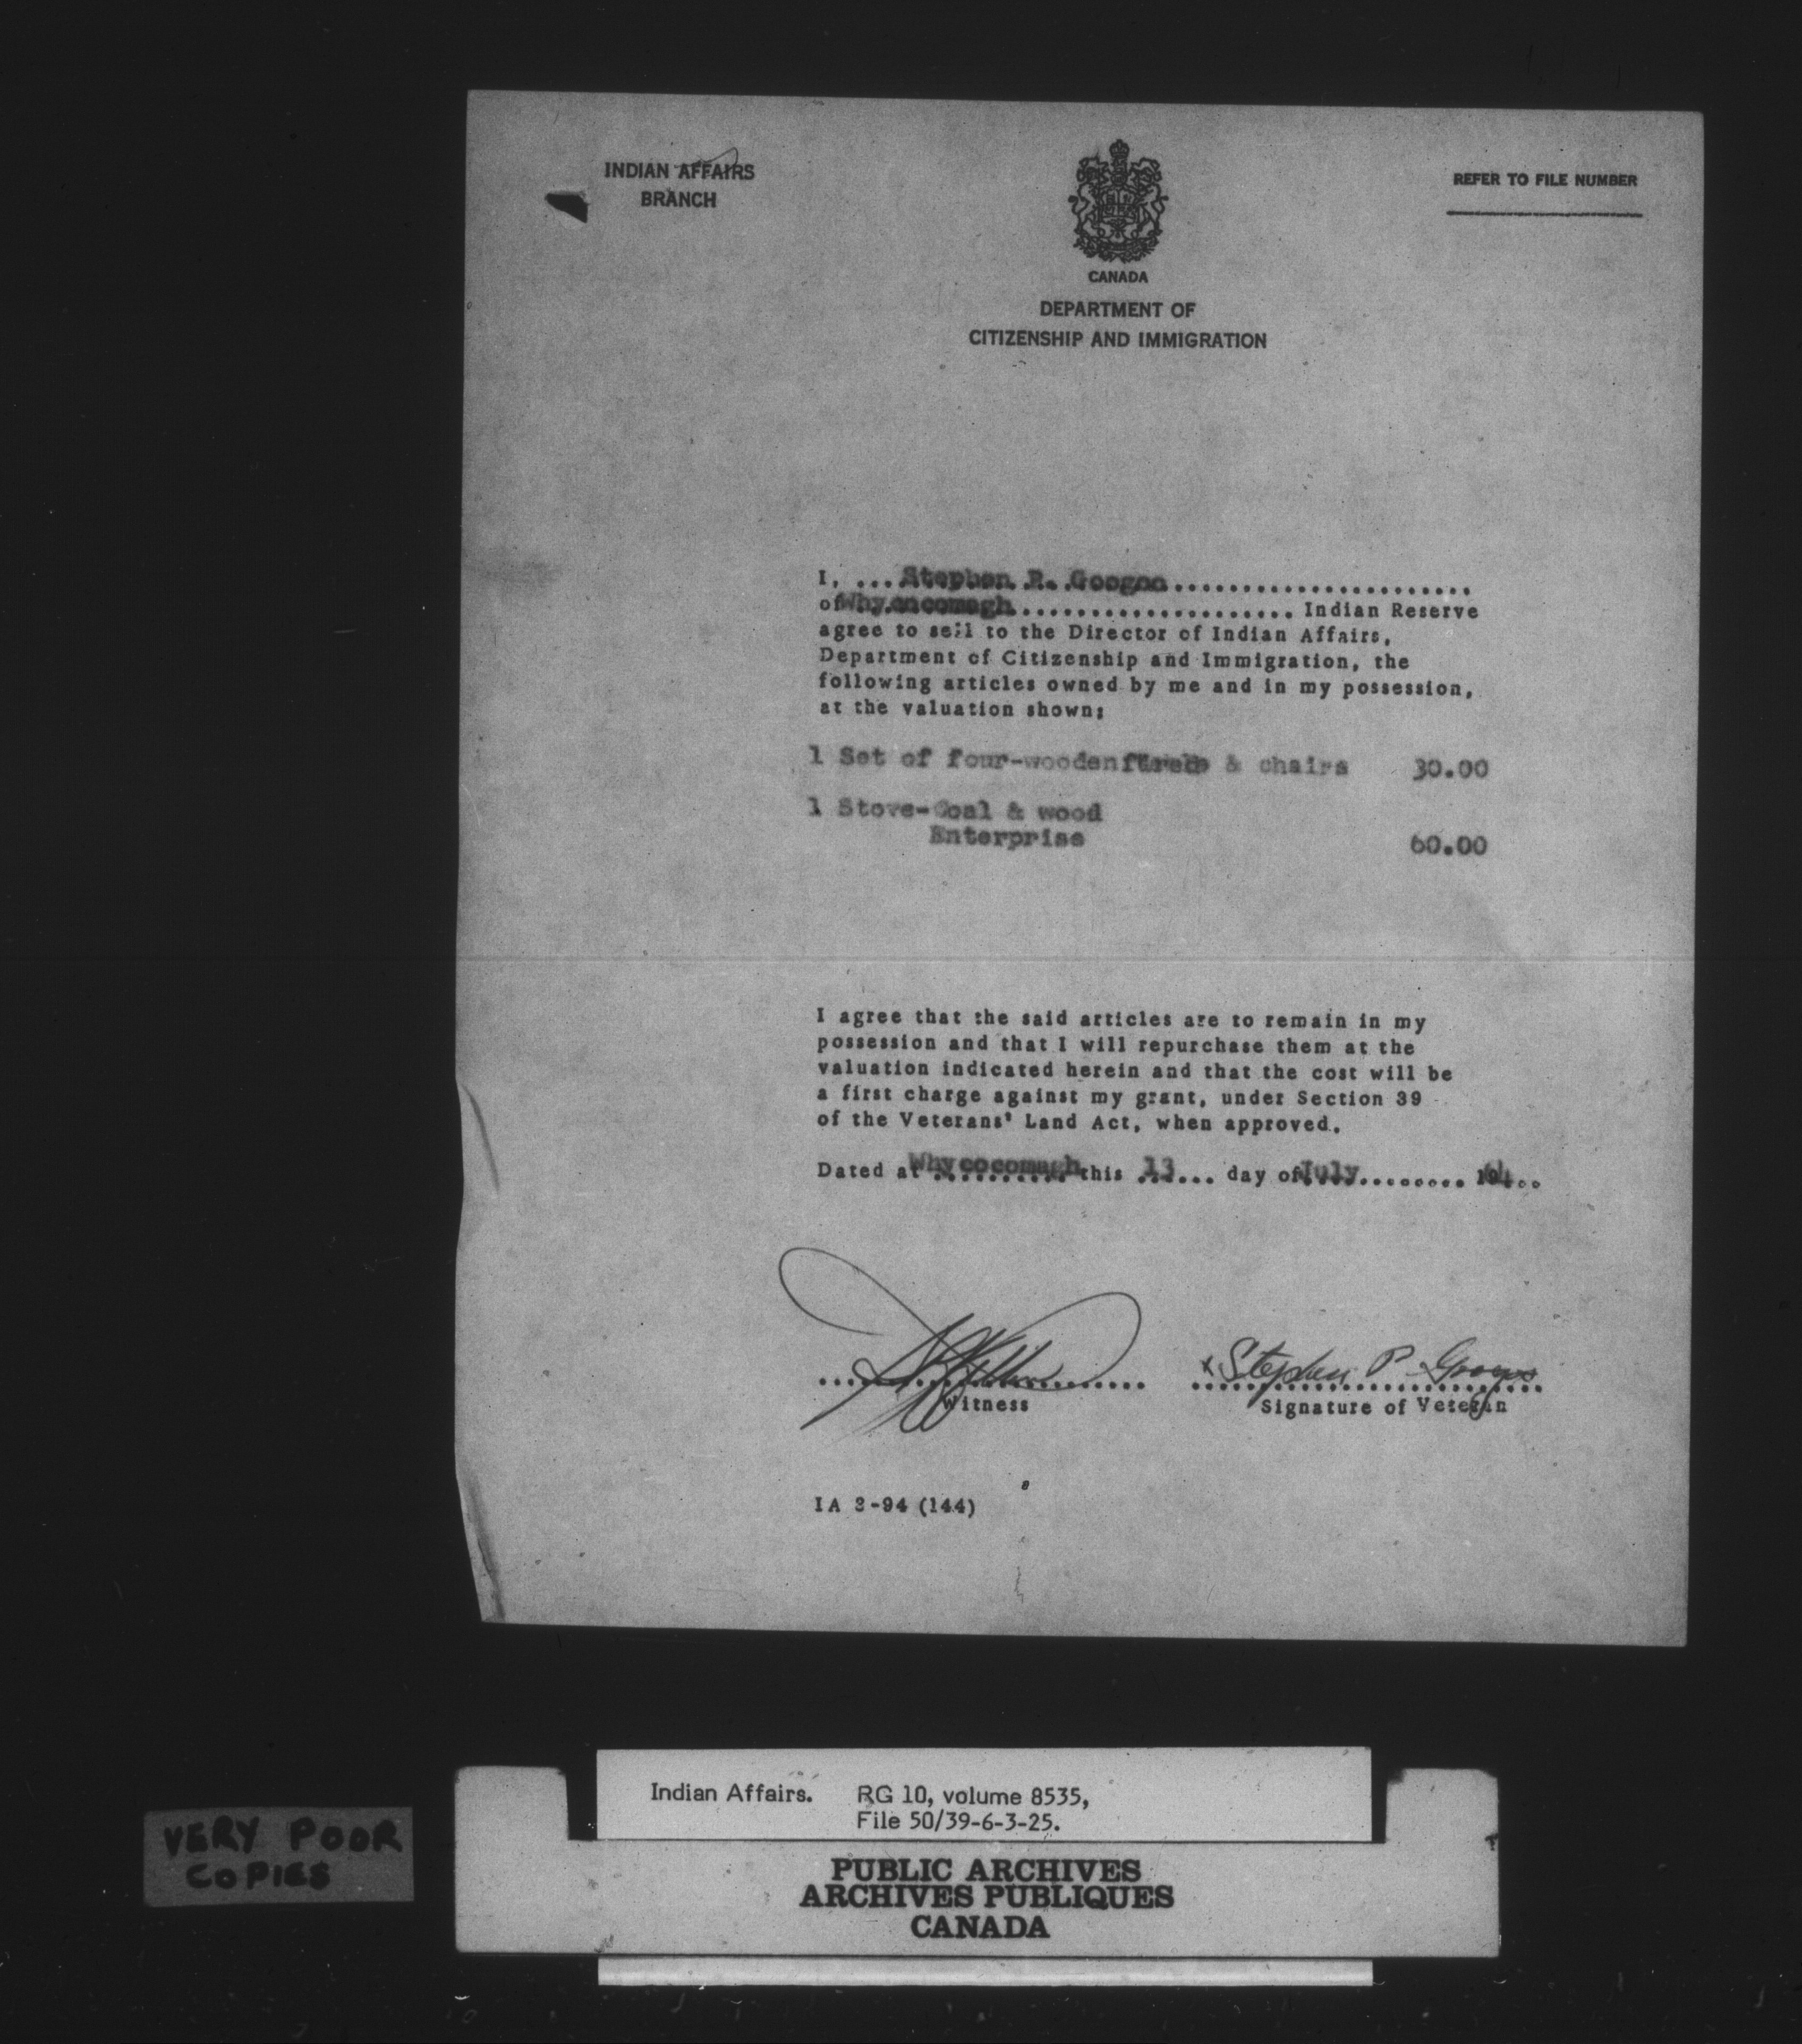 INDIAN AFFAIRS
BRANCH
REFER TO FILE NUMBER
CANADA
DEPARTMENT OF
CITIZENSHIP AND IMMIGRATION
I, ...Stephen P. Googoo......................
of Whycocomagh.................... Indian Reserve
agree to sell to the Director of Indian Affairs,
Department of Citizenship and Immigration, the
following articles owned by me and in my possession,
at the valuation shown:
1 Set of four-wooden & chairs 30.00
1 Stove-Coal & wood
Enterprise
60.00
I agree that the said articles are to remain in my
possession and that I will repurchase them at the
valuation indicated herein and that the cost will be
a first charge against my grant, under Section 39
of the Veterans' Land Act, when approved.
Dated at Whycocomagh this 13 ... day of July......... 19
x Stephen P Googoo
Witness
Signature of Veteran
IA 3-94 (144)
Indian Affairs. RG 10, volume 8535,
File 50/39-6-3-25.
VERY POOR
COPIES
PUBLIC ARCHIVES
ARCHIVES PUBLIQUES
CANADA